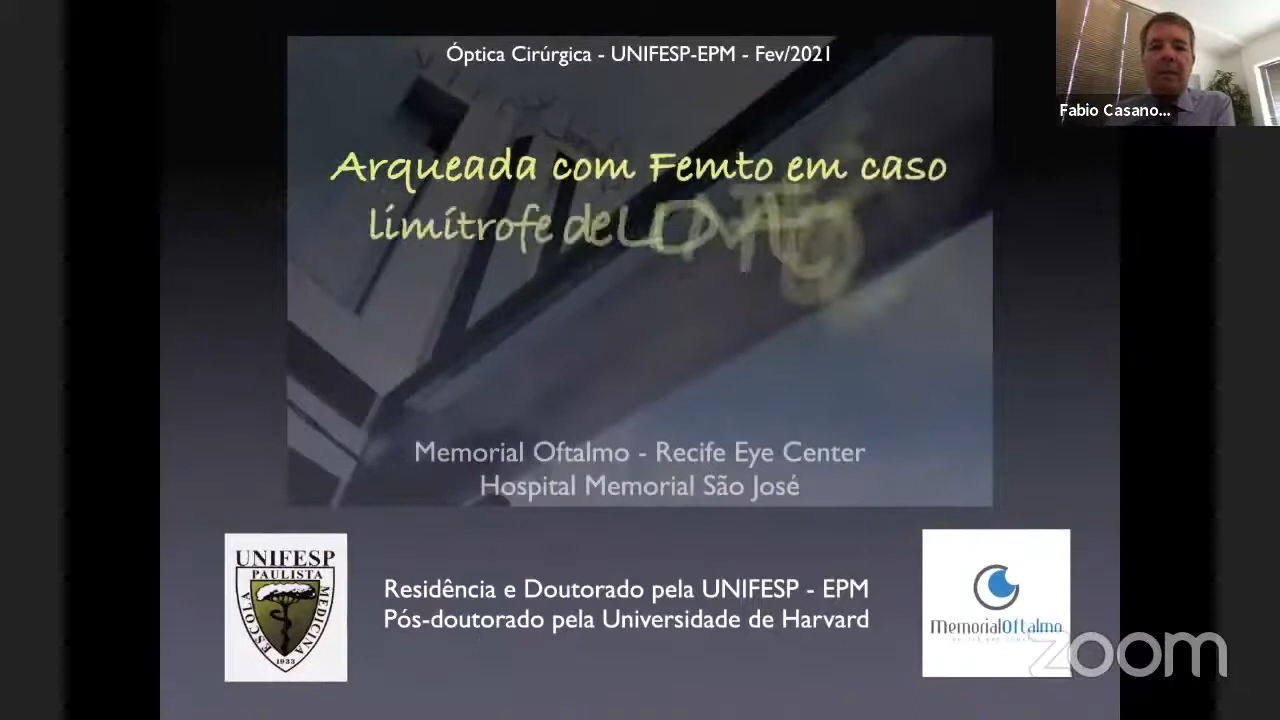 Óptica Cirúrgica - UNIFESP-EPM - Fev/2021
Fabio Casano...
Arqueada com Femto em caso
limítrofe de
Memorial Oftalmo - Recife Eye Center
Hospital Memorial São José
UNIFESP
PAULISTA
ESCOLA
MEDICINA
1933
Residência e Doutorado pela UNIFESP - EPM
Pós-doutorado pela Universidade de Harvard
MemorialOftalmo
zoom